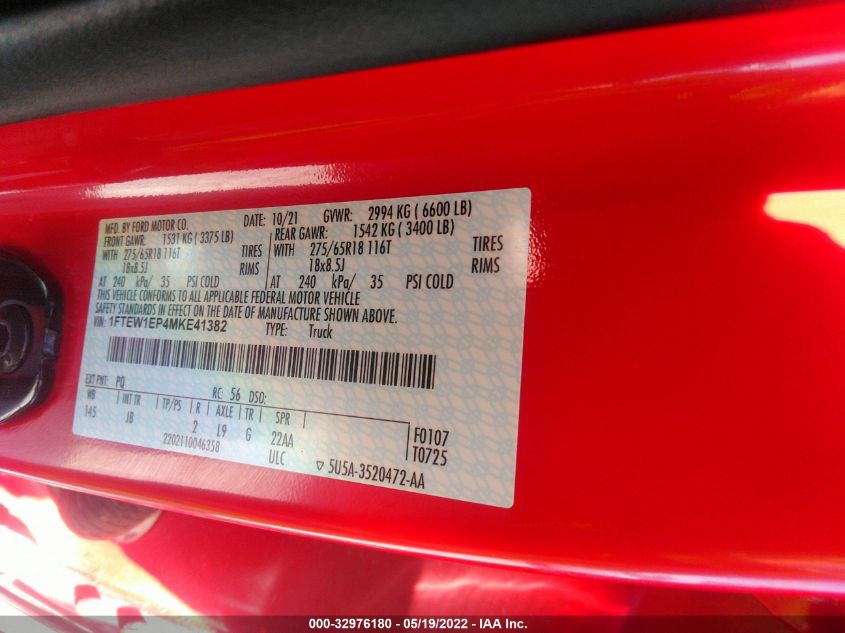 MFD. BY FORD MOTOR CO. DATE: 10/21 GVWR: 2994 KG ( 6600 LB)
FRONT GAWR: 1531 KG ( 3375 LB) REAR GAWR: 1542 KG ( 3400 LB)
WITH 275/65R18 116T TIRES WITH 275/65R18 116T TIRES
18x8.5J RIMS 18x8.5J RIMS
AT 240 kPa/ 35 PSI COLD AT 240 kPa/ 35 PSI COLD
THIS VEHICLE CONFORMS TO ALL APPLICABLE FEDERAL MOTOR VEHICLE
SAFETY STANDARDS IN EFFECT ON THE DATE OF MANUFACTURE SHOWN ABOVE.
VIN: 1FTEW1EP4MKE41382 TYPE: Truck
EXT PNT: PQ RC: 56 DSO:
WB INT TR TP/PS R AXLE TR SPR
145 JB 2 L9 G 22AA F0107
2202110046358 ULC T0725
5U5A-3520472-AA
000-32976180 - 05/19/2022 - IAA Inc.